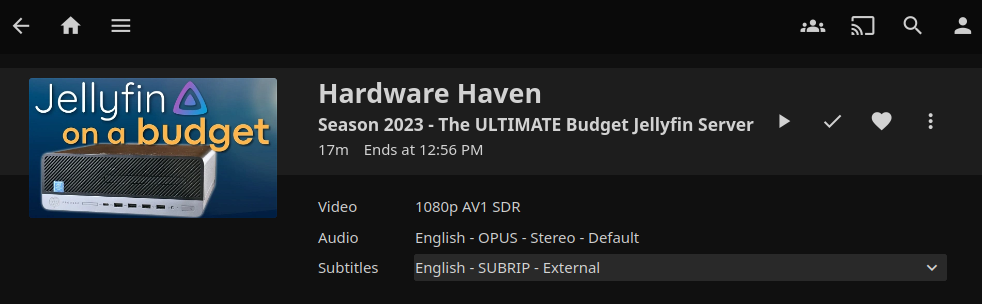 Jellyfin
on a budget
Hardware Haven
Season 2023 - The ULTIMATE Budget Jellyfin Server
17m Ends at 12:56 PM
Video 1080p AV1 SDR
Audio English - OPUS - Stereo - Default
Subtitles English - SUBRIP - External